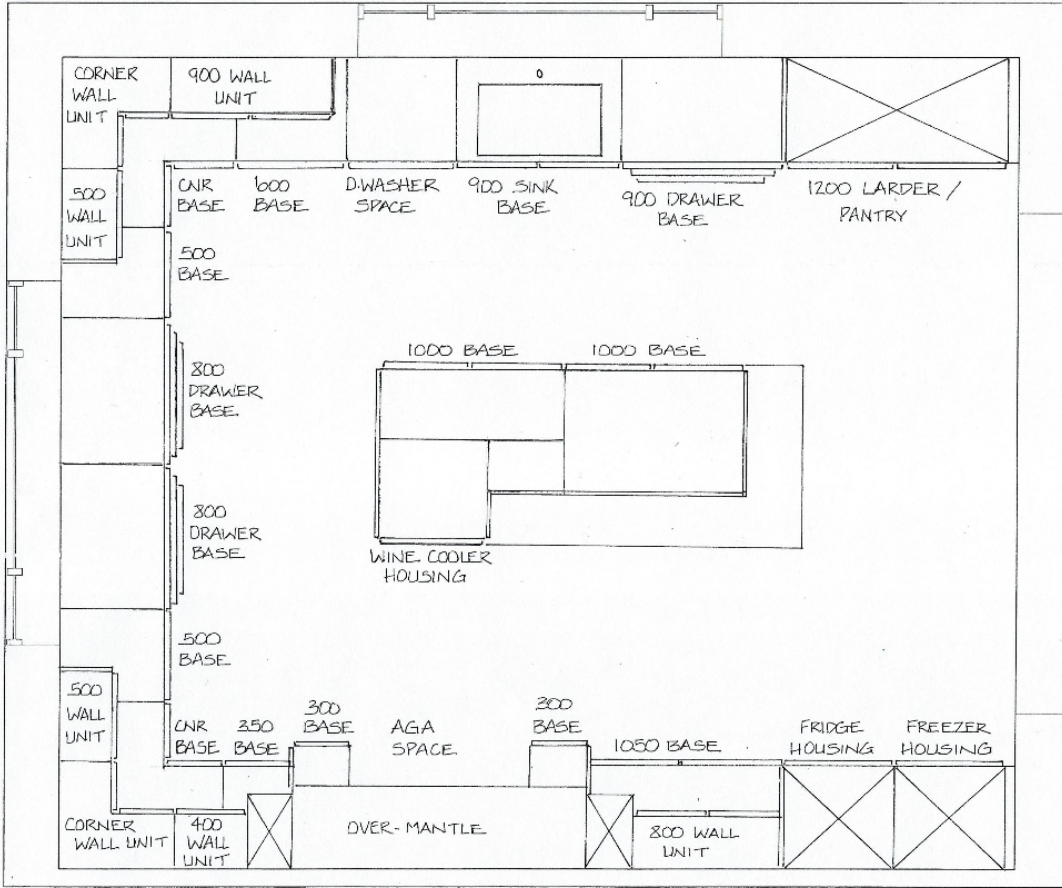 CORNER
WALL
UNIT
900 WALL
UNIT
500
WALL
UNIT
CNR
BASE
600
BASE
D.WASHER
SPACE
900 SINK
BASE
900 DRAWER
BASE
1200 LARDER /
PANTRY
500
BASE
800
DRAWER
BASE
1000 BASE
1000 BASE
800
DRAWER
BASE
WINE COOLER
HOUSING
500
BASE
500
WALL
UNIT
CNR
BASE
350
BASE
300
BASE
AGA
SPACE
300
BASE
1050 BASE
FRIDGE
HOUSING
FREEZER
HOUSING
CORNER
WALL UNIT
400
WALL
UNIT
OVER-MANTLE
800 WALL
UNIT